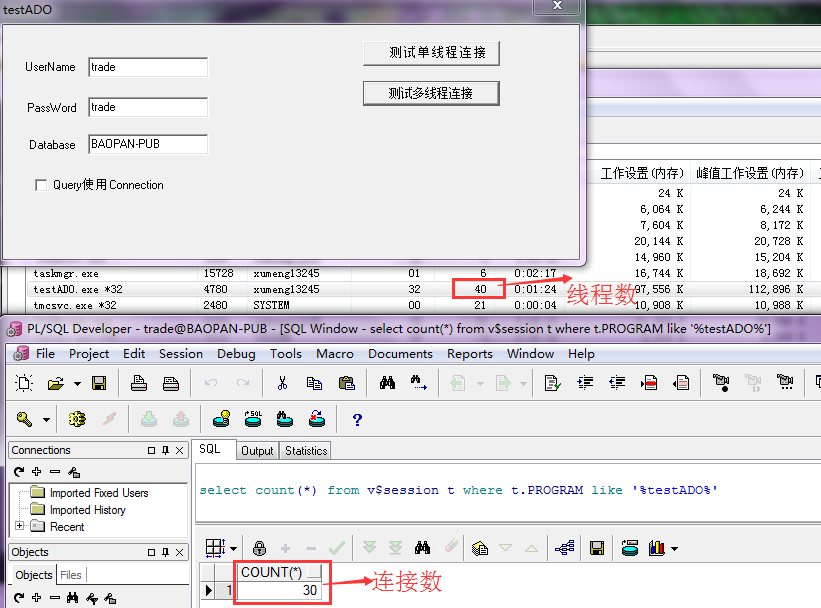 testADO
测试单线程连接
UserName trade
测试多线程连接
PassWord trade
Database BAOPAN-PUB
Query使用Connection
工作设置(内存) 峰值工作设置(内存)
24 K 24 K
6,064 K 6,244 K
7,604 K 8,172 K
20,144 K 20,728 K
14,960 K 15,204 K
taskmgr.exe 15728 xumeng13245 01 6 0:02:17 16,744 K 18,692 K
testADO.exe *32 4780 xumeng13245 32 40 0:01:24 97,556 K 112,896 K
线程数
tmcsvc.exe *32 2480 SYSTEM 00 21 0:00:04 10,908 K 10,988 K
PL/SQL Developer - trade@BAOPAN-PUB - [SQL Window - select count(*) from v$session t where t.PROGRAM like '%testADO%']
File Project Edit Session Debug Tools Macro Documents Reports Window Help
Connections
SQL Output Statistics
select count(*) from v$session t where t.PROGRAM like '%testADO%'
Imported Fixed Users
Imported History
Recent
Objects
Objects Files
COUNT(*)
1 30
连接数